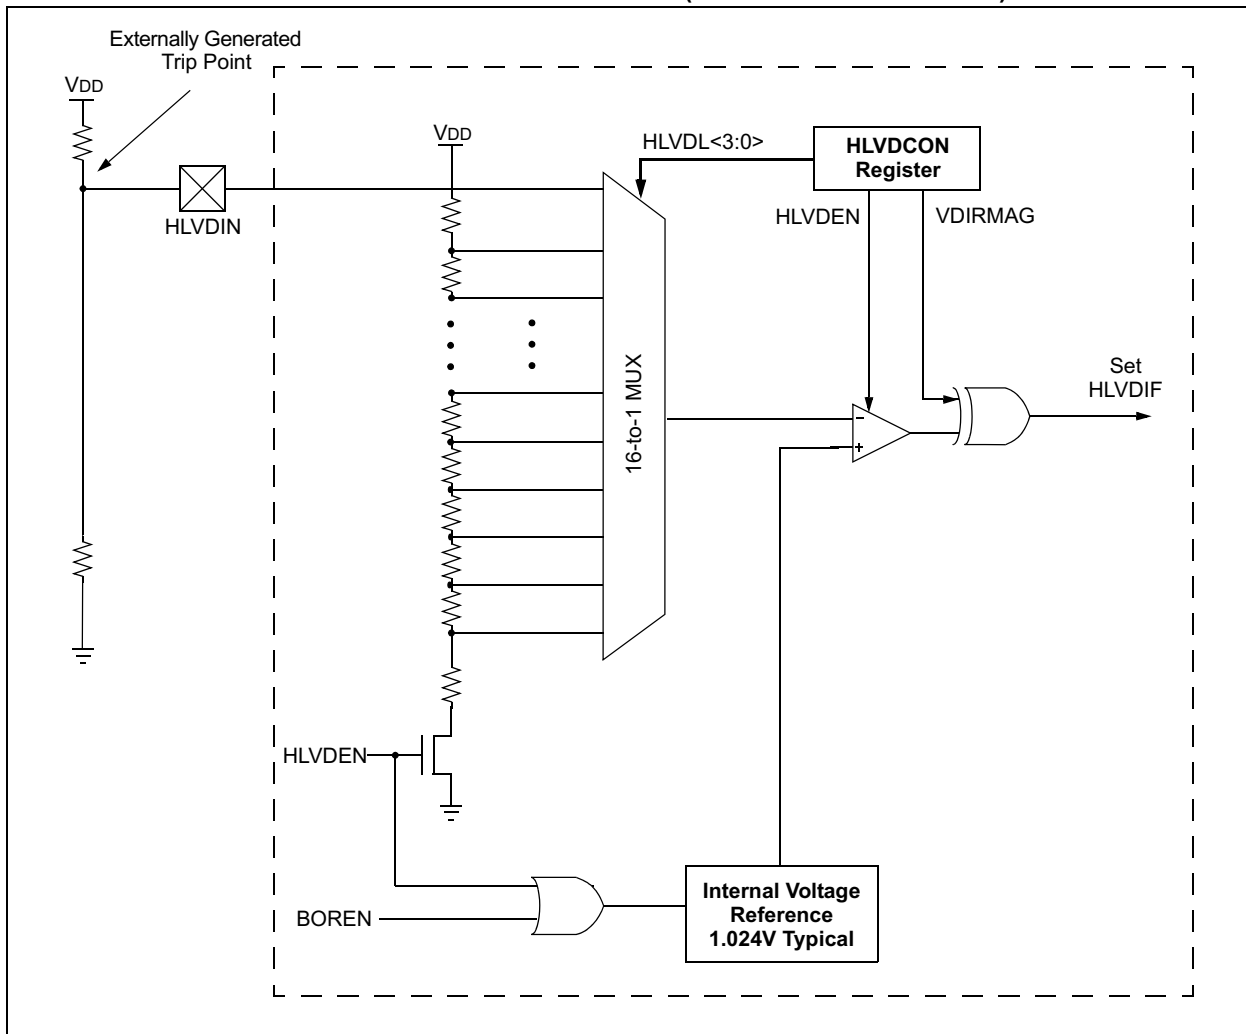 Externally Generated
Trip Point
VDD
VDD
HLVDL<3:0>
HLVDCON
Register
HLVDIN
HLVDEN
VDIRMAG
16-to-1 MUX
Set
HLVDIF
-
+
HLVDEN
BOREN
Internal Voltage
Reference
1.024V Typical